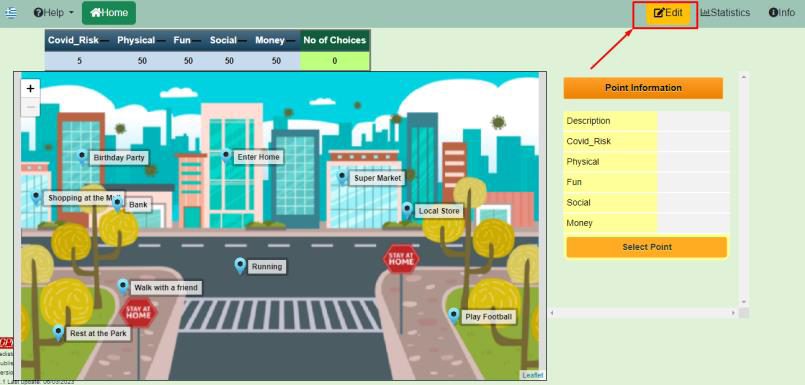 Help Home Edit Statistics Info
Covid_Risk Physical Fun Social Money No of Choices
5 50 50 50 50 0
+
−
Point Information
Description
Covid_Risk
Physical
Fun
Social
Money
Select Point
Birthday Party
Enter Home
Super Market
Shopping at the M
Bank
Local Store
STAY AT
HOME
Running
Walk with a friend
STAY AT
HOME
Play Football
Rest at the Park
Leaflet
.1 Last update: 06/03/2023